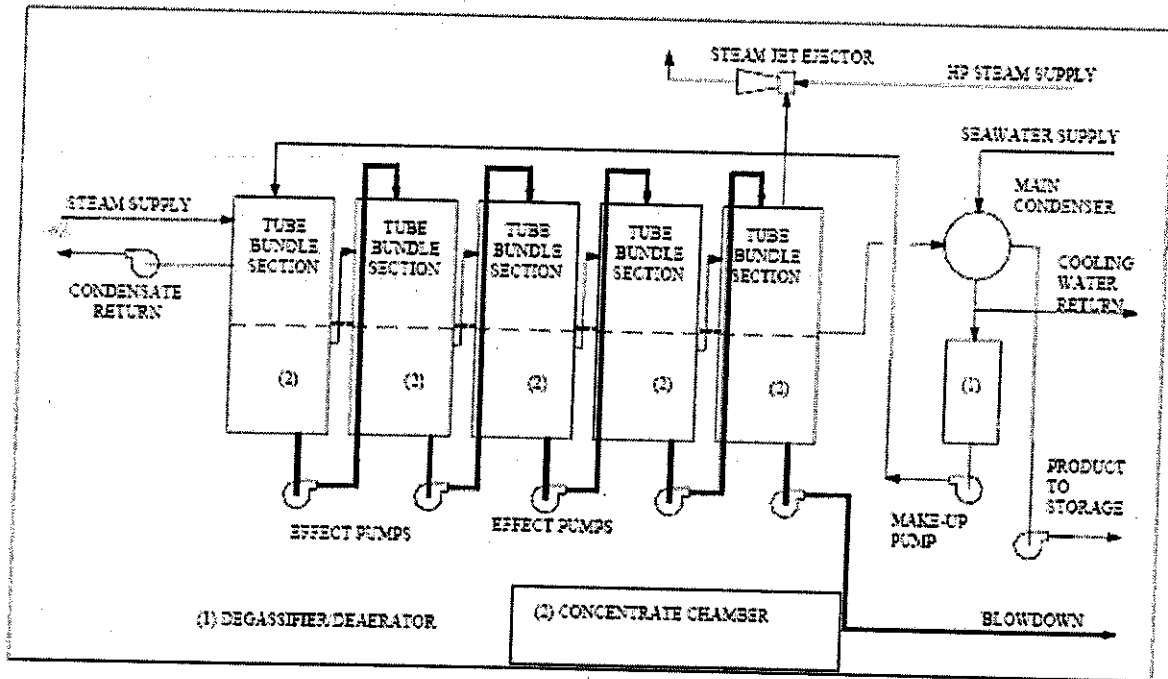 STEAM JET EJECTOR
HP STEAM SUPPLY
SEAWATER SUPPLY
MAIN
CONDENSER
STEAM SUPPLY
TUBE
BUNDLE
SECTION
TUBE
BUNDLE
SECTION
TUBE
BUNDLE
SECTION
TUBE
BUNDLE
SECTION
TUBE
BUNDLE
SECTION
CONDENSATE
RETURN
COOLING
WATER
RETURN
(2)
(2)
(2)
(2)
(2)
(1)
EFFECT PUMPS
EFFECT PUMPS
MAKE-UP
PUMP
PRODUCT
TO
STORAGE
(1) DEGASSIFIER/DEAERATOR
(2) CONCENTRATE CHAMBER
BLOWDOWN